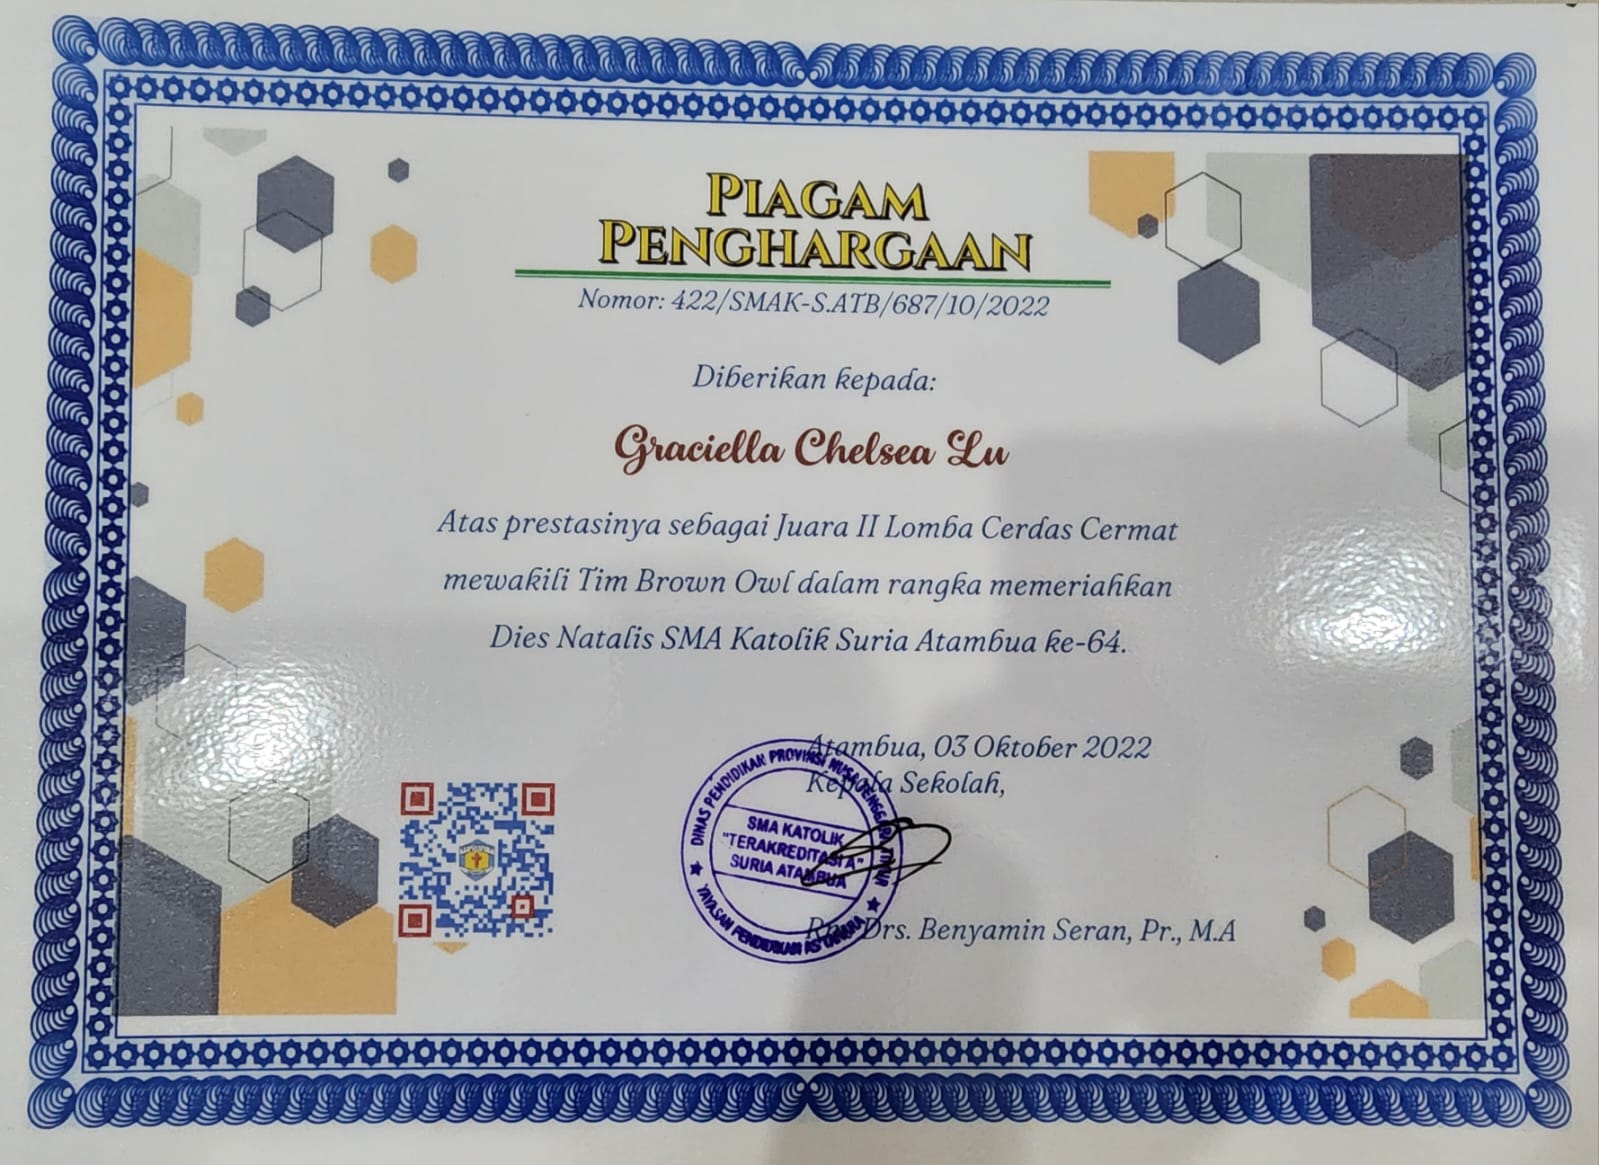 PIAGAM
PENGHARGAAN
Nomor: 422/SMAK-S.ATB/687/10/2022
Diberikan kepada:
Graciella Chelsea Lu
Atas prestasinya sebagai Juara II Lomba Cerdas Cermat
mewakili Tim Brown Owl dalam rangka memeriahkan
Dies Natalis SMA Katolik Suria Atambua ke-64.
Atambua, 03 Oktober 2022
Kepala Sekolah,
DINAS PENDIDIKAN PROVINSI NUSA TENGGARA TIMUR
SMA KATOLIK
"TERAKREDITASI A"
SURIA ATAMBUA
YAYASAN PENDIDIKAN ASTANURA
Drs. Benyamin Seran, Pr., M.A